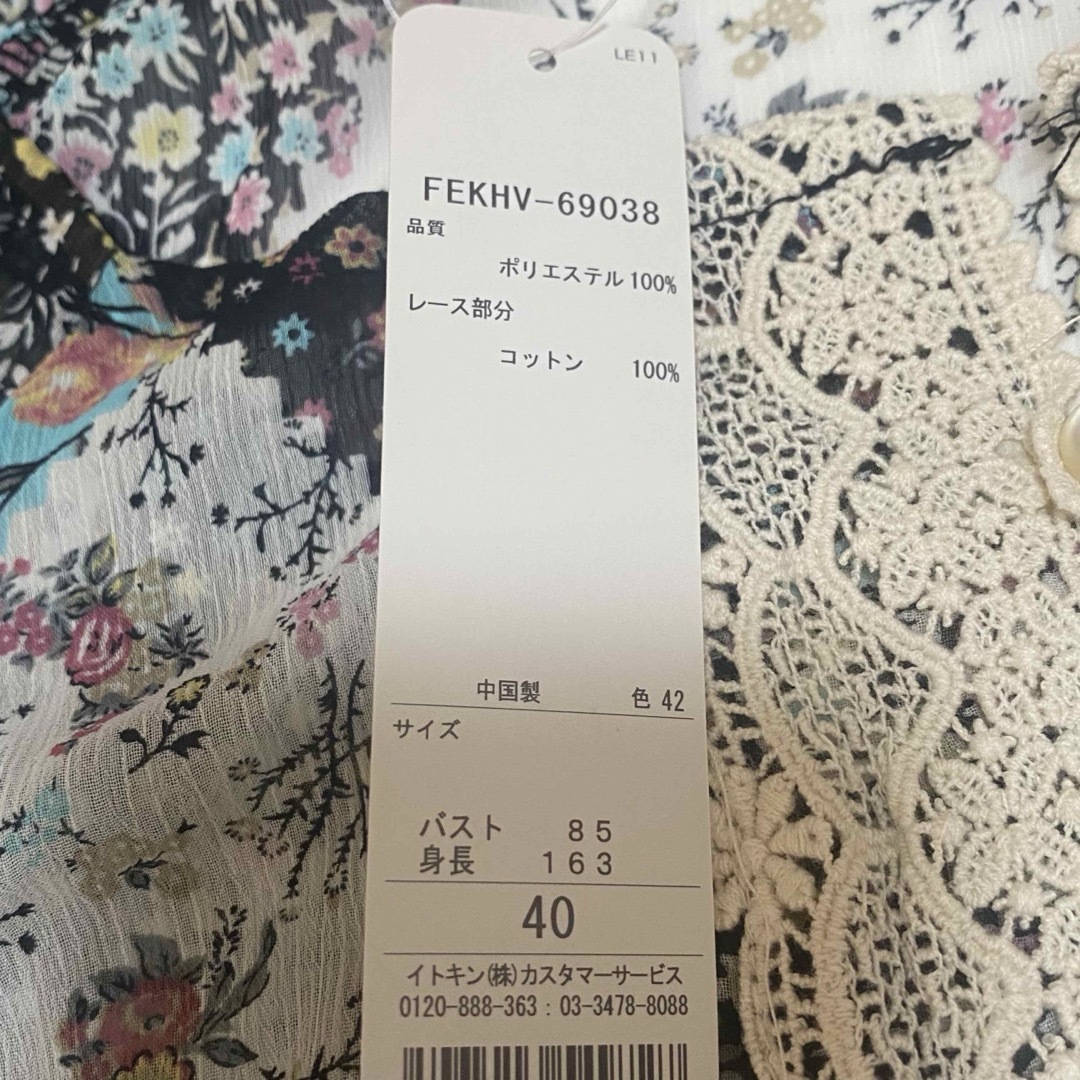 LE11
FEKHV-69038
品質
ポリエステル 100%
レース部分
コットン 100%
中国製 色 42
サイズ
バスト 85
身長 163
40
イトキン(株)カスタマーサービス
0120-888-363 : 03-3478-8088